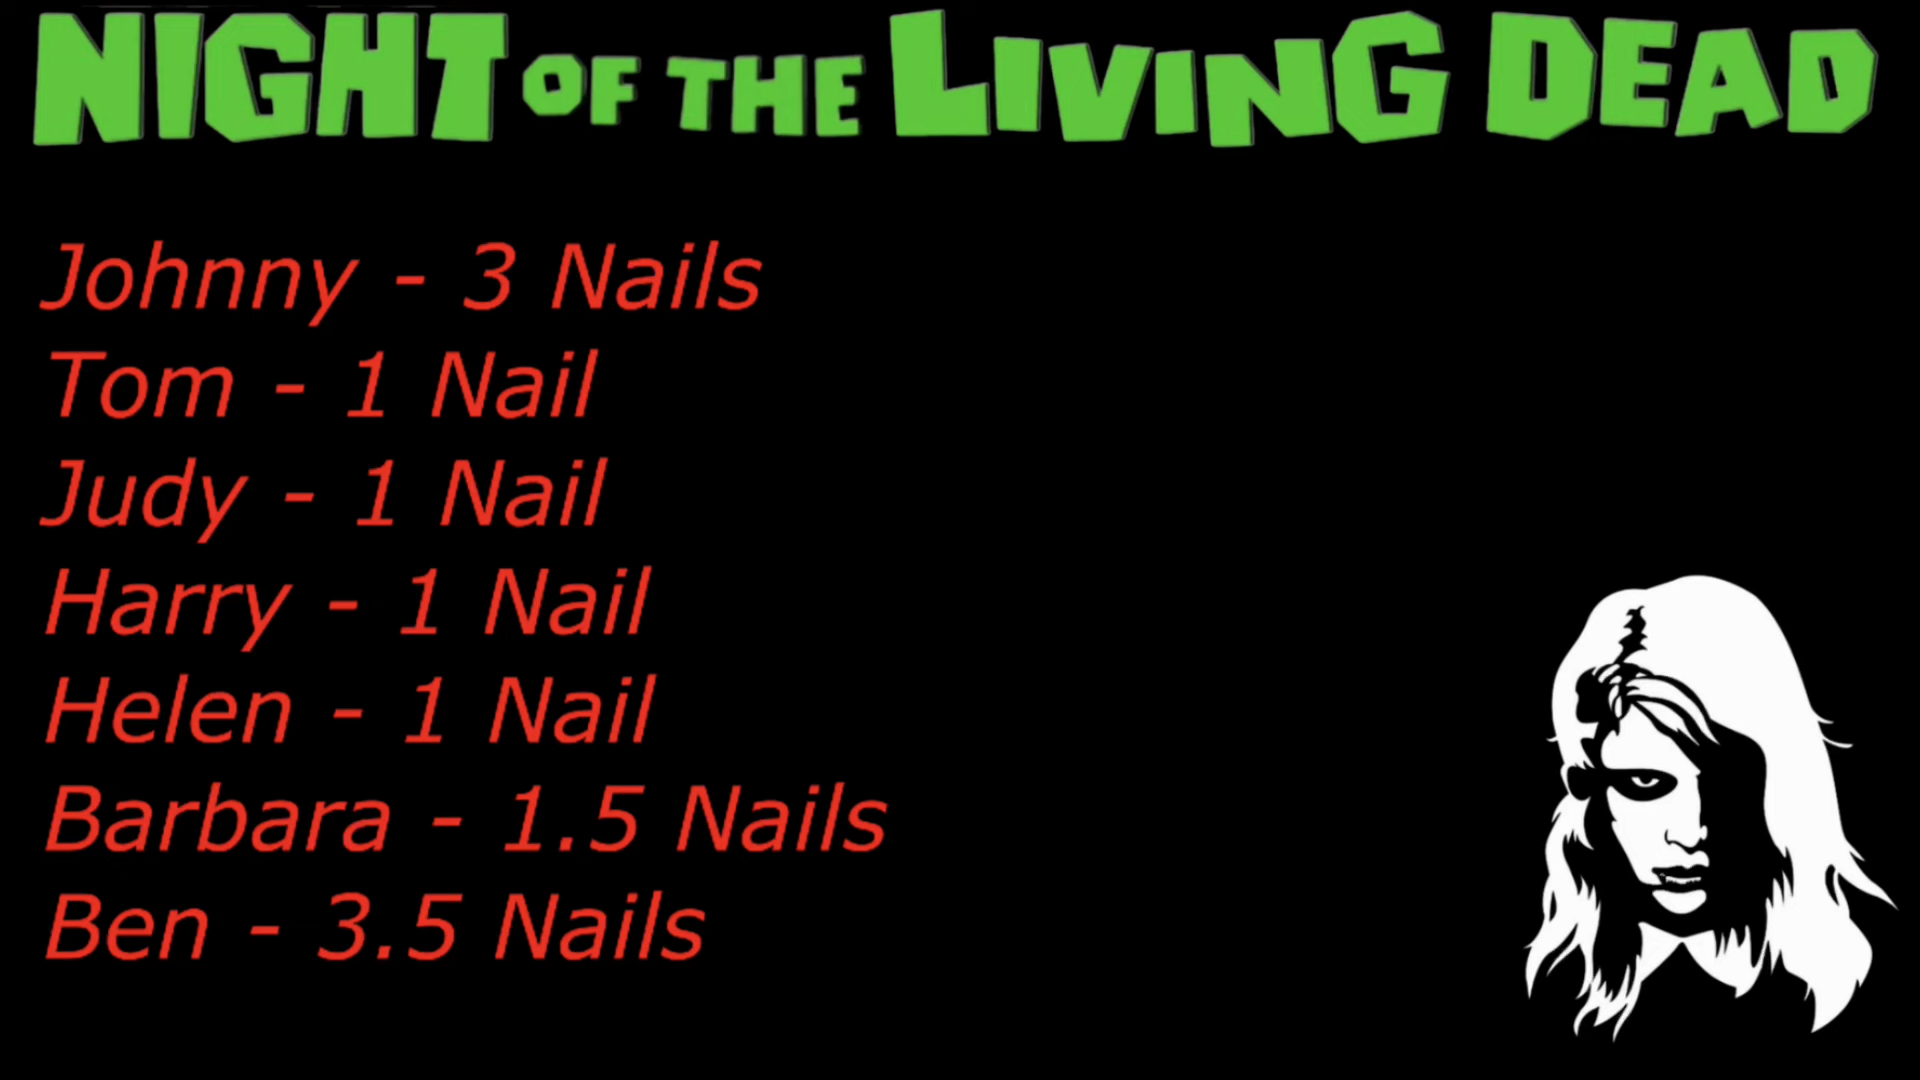 NIGHT OF THE LIVING DEAD
Johnny - 3 Nails
Tom - 1 Nail
Judy - 1 Nail
Harry - 1 Nail
Helen - 1 Nail
Barbara - 1.5 Nails
Ben - 3.5 Nails